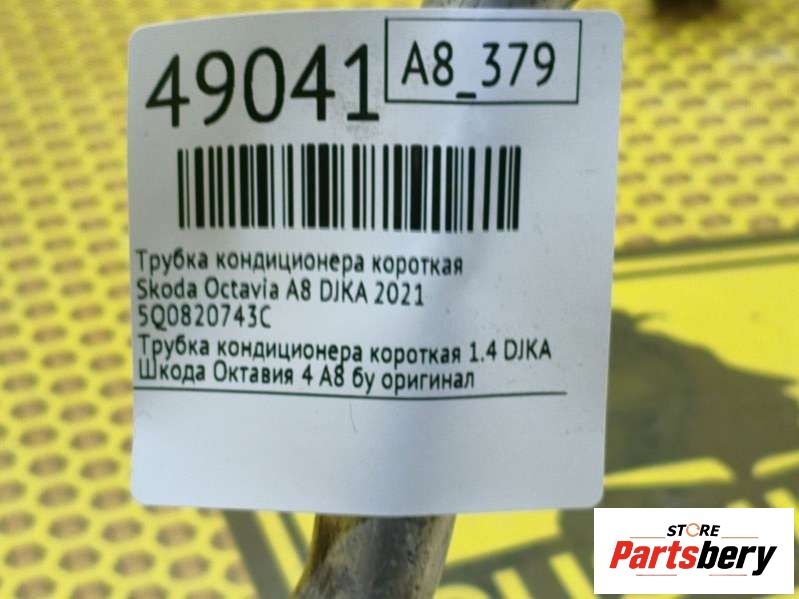 49041
A8_379
Трубка кондиционера короткая
Skoda Octavia A8 DJKA 2021
5Q0820743C
Трубка кондиционера короткая 1.4 DJKA
Шкода Октавия 4 А8 бу оригинал
STORE
Partsbery